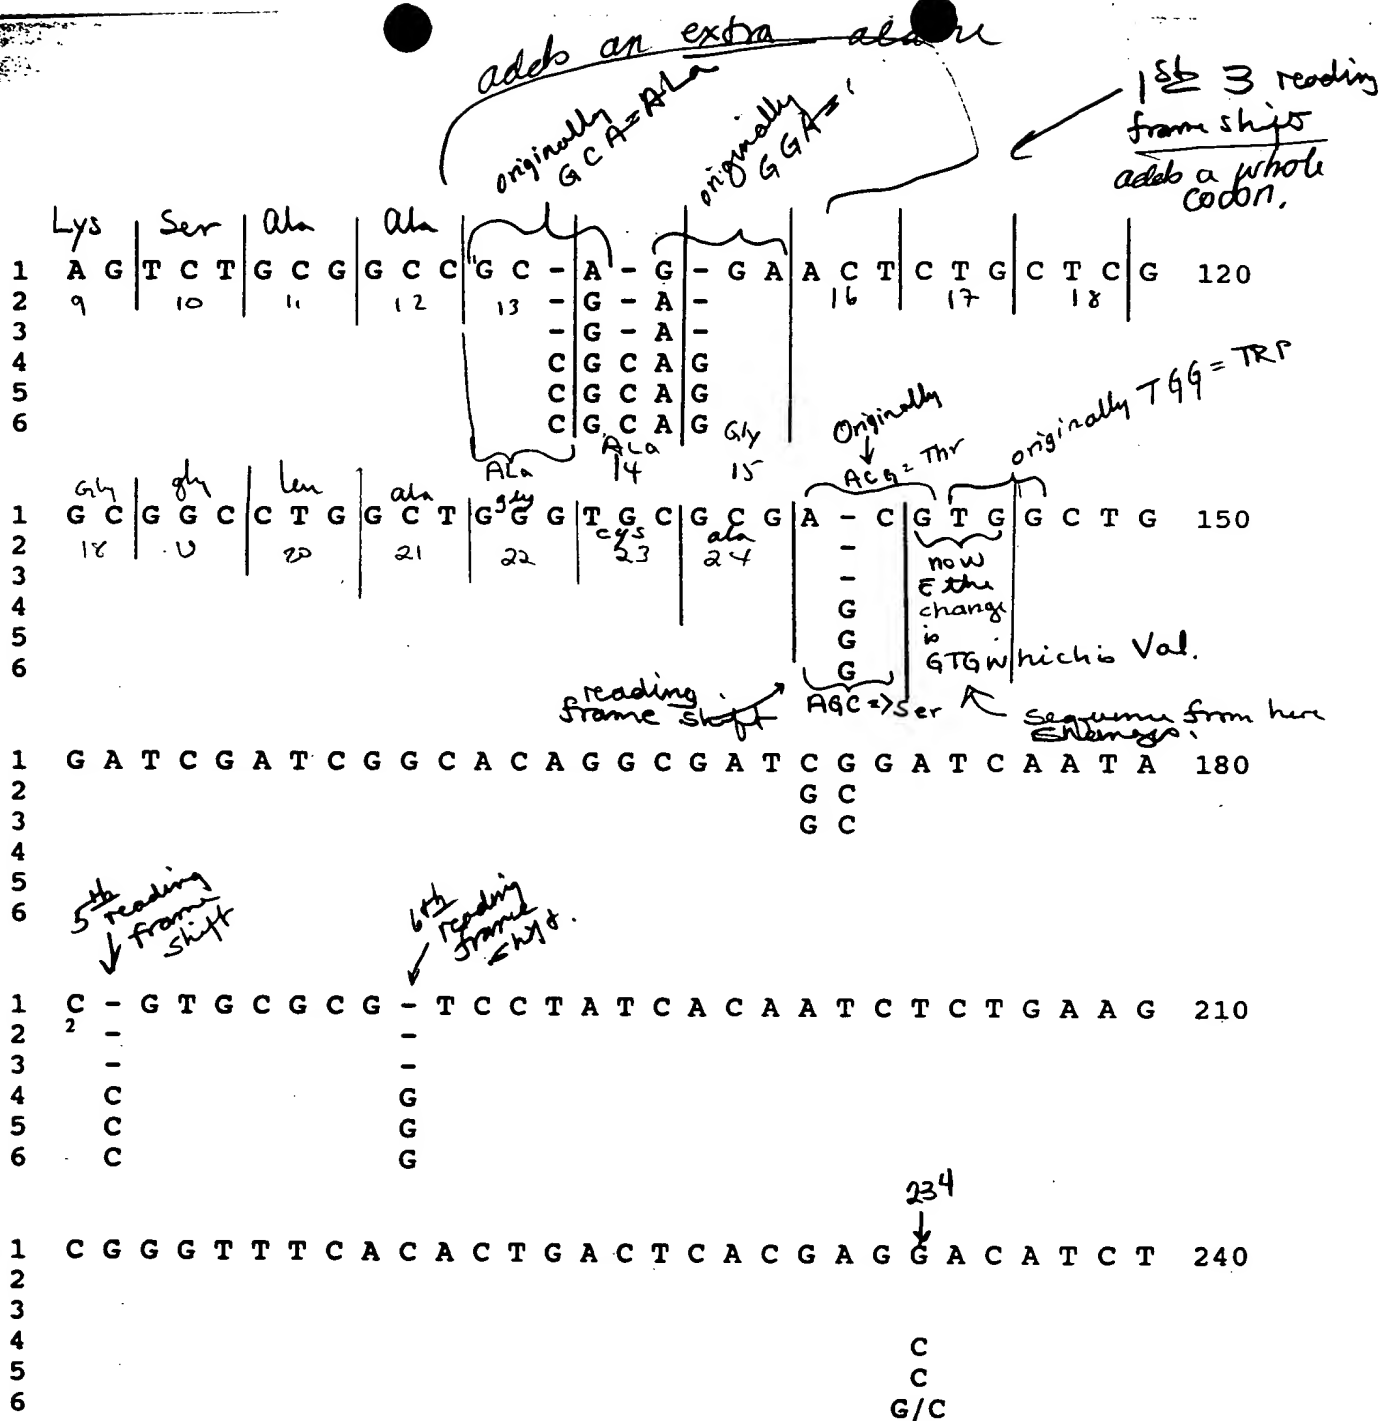 adds an extra
originally
GCA = ALa
originally
GGA =
1st 3 reading
frame shift
adds a whole
codon.
Lys Ser Ala Ala
1 A G T C T G C G G C C G C - A - G - G A A C T C T G C T C G 120
2 9 10 11 12 13 - G - A - 16 17 18
3 - G - A -
4 C G C A G
5 C G C A G
6 C G C A G
ALa ALa 14 Gly 15
Originally
ACG = Thr
originally TGG = TRP
Gly gly leu ala gly
1 G C G G C C T G G C T G G G T G C G C G A - C G T G G C T G 150
cys ala
2 18 20 21 22 23 24 -
3 -
4 G
5 G
6 G
now
c the
change
is
GTG which is Val.
reading
frame shift
AGC => Ser
sequence from here
changes.
1 G A T C G A T C G G C A C A G G C G A T C G G A T C A A T A 180
2 G C
3 G C
4
5
6
5th reading
frame
shift
6th
reading
frame
shift.
1 C - G T G C G C G - T C C T A T C A C A A T C T C T G A A G 210
2 2 - -
3 - -
4 C G
5 C G
6 C G
234
1 C G G G T T T C A C A C T G A C T C A C G A G G A C A T C T 240
2
3
4 C
5 C
6 G/C